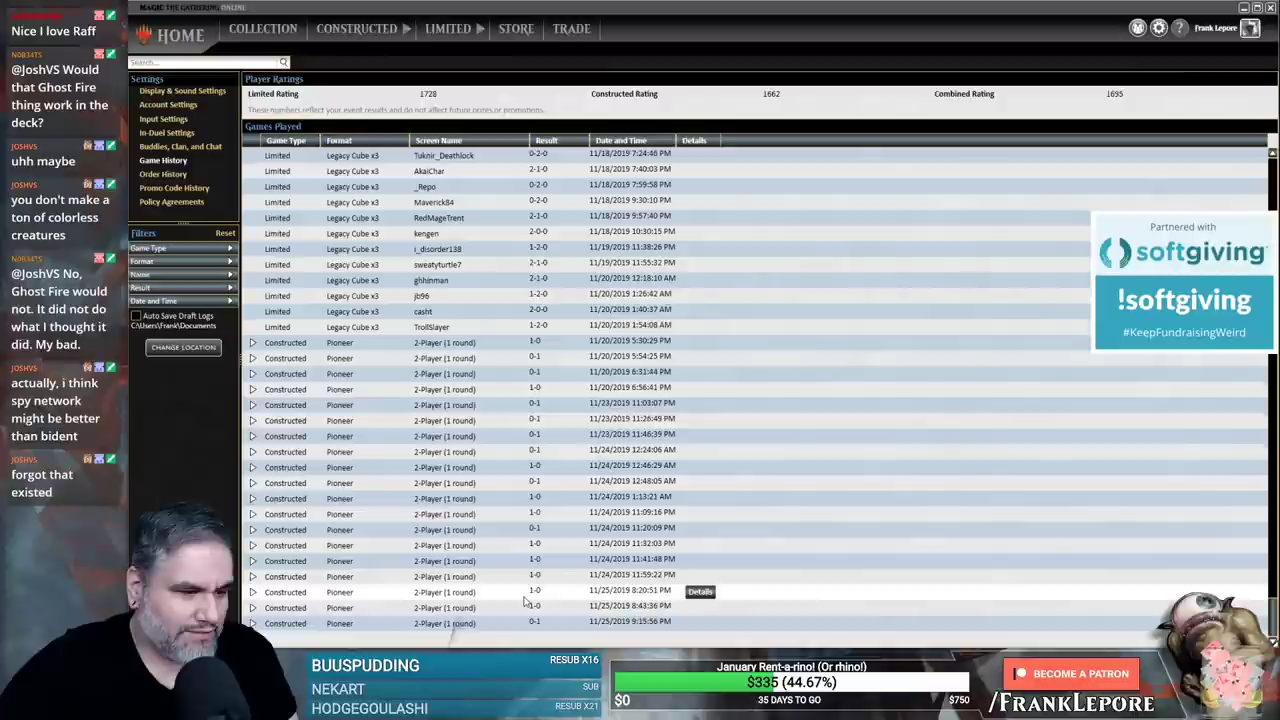 Nice I love Raff
N0B34TS
@JoshVS Would
that Ghost Fire
thing work in the
deck?
JOSHVS
uhh maybe
JOSHVS
you don't make a
ton of colorless
creatures
N0B34TS
@JoshVS No,
Ghost Fire would
not. It did not do
what I thought it
did. My bad.
JOSHVS
actually, i think
spy network
might be better
than bident
JOSHVS
forgot that
existed
MAGIC THE GATHERING ONLINE
HOME COLLECTION CONSTRUCTED LIMITED STORE TRADE
Frank Lepore
Search...
Settings
Display & Sound Settings
Account Settings
Input Settings
In-Duel Settings
Buddies, Clan, and Chat
Game History
Order History
Promo Code History
Policy Agreements
Filters Reset
Game Type
Format
Name
Result
Date and Time
Auto Save Draft Logs
C:\Users\Frank\Documents
CHANGE LOCATION
Player Ratings
Limited Rating 1728 Constructed Rating 1662 Combined Rating 1695
These numbers reflect your event results and do not affect future prizes or promotions.
Games Played
Game Type Format Screen Name Result Date and Time Details
Limited Legacy Cube x3 Tuknir_Deathlock 0-2-0 11/18/2019 7:24:46 PM
Limited Legacy Cube x3 AkaiChar 2-1-0 11/18/2019 7:40:03 PM
Limited Legacy Cube x3 _Repo 0-2-0 11/18/2019 7:59:58 PM
Limited Legacy Cube x3 Maverick84 0-2-0 11/18/2019 9:30:10 PM
Limited Legacy Cube x3 RedMageTrent 2-1-0 11/18/2019 9:57:40 PM
Limited Legacy Cube x3 kengen 2-0-0 11/18/2019 10:30:15 PM
Limited Legacy Cube x3 i_disorder138 1-2-0 11/19/2019 11:38:26 PM
Limited Legacy Cube x3 sweatyturtle7 2-1-0 11/19/2019 11:55:32 PM
Limited Legacy Cube x3 ghhinman 2-1-0 11/20/2019 12:18:10 AM
Limited Legacy Cube x3 jb96 1-2-0 11/20/2019 1:26:42 AM
Limited Legacy Cube x3 casht 2-0-0 11/20/2019 1:40:37 AM
Limited Legacy Cube x3 TrollSlayer 1-2-0 11/20/2019 1:54:08 AM
Constructed Pioneer 2-Player (1 round) 1-0 11/20/2019 5:30:29 PM
Constructed Pioneer 2-Player (1 round) 0-1 11/20/2019 5:54:25 PM
Constructed Pioneer 2-Player (1 round) 0-1 11/20/2019 6:31:44 PM
Constructed Pioneer 2-Player (1 round) 1-0 11/20/2019 6:56:41 PM
Constructed Pioneer 2-Player (1 round) 0-1 11/23/2019 11:03:07 PM
Constructed Pioneer 2-Player (1 round) 0-1 11/23/2019 11:26:49 PM
Constructed Pioneer 2-Player (1 round) 0-1 11/23/2019 11:46:39 PM
Constructed Pioneer 2-Player (1 round) 0-1 11/24/2019 12:24:06 AM
Constructed Pioneer 2-Player (1 round) 1-0 11/24/2019 12:46:29 AM
Constructed Pioneer 2-Player (1 round) 0-1 11/24/2019 12:48:05 AM
Constructed Pioneer 2-Player (1 round) 1-0 11/24/2019 1:13:21 AM
Constructed Pioneer 2-Player (1 round) 1-0 11/24/2019 11:09:16 PM
Constructed Pioneer 2-Player (1 round) 0-1 11/24/2019 11:20:09 PM
Constructed Pioneer 2-Player (1 round) 1-0 11/24/2019 11:32:03 PM
Constructed Pioneer 2-Player (1 round) 1-0 11/24/2019 11:41:48 PM
Constructed Pioneer 2-Player (1 round) 1-0 11/24/2019 11:59:22 PM
Constructed Pioneer 2-Player (1 round) 1-0 11/25/2019 8:20:51 PM Details
Constructed Pioneer 2-Player (1 round) 1-0 11/25/2019 8:43:36 PM
Constructed Pioneer 2-Player (1 round) 0-1 11/25/2019 9:15:56 PM
Partnered with
softgiving
!softgiving
#KeepFundraisingWeird
BUUSPUDDING RESUB X16
NEKART SUB
HODGEGOULASHI RESUB X21
January Rent-a-rino! (Or rhino!)
$335 (44.67%)
$0 35 DAYS TO GO $750
BECOME A PATRON
/FRANKLEPORE